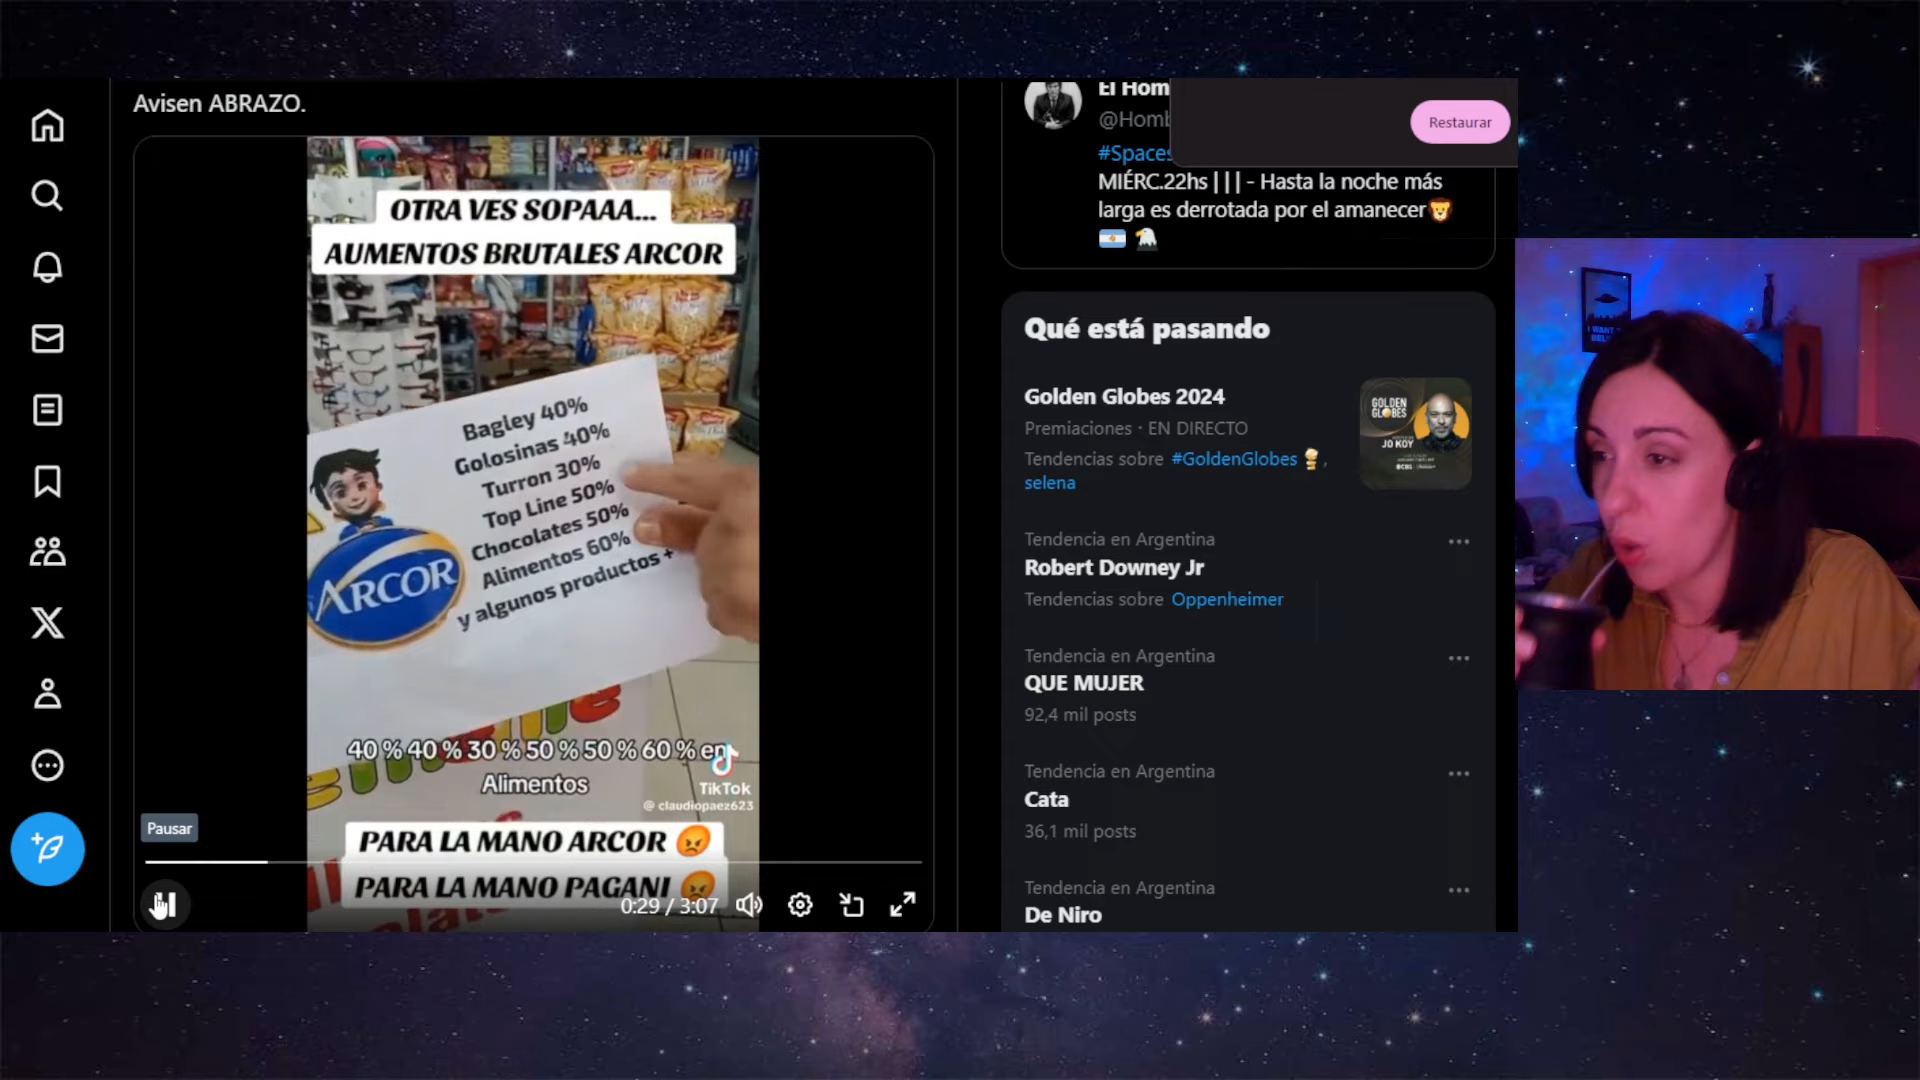 Avisen ABRAZO.
OTRA VES SOPAAA...
AUMENTOS BRUTALES ARCOR
Bagley 40%
Golosinas 40%
Turron 30%
Top Line 50%
Chocolates 50%
Alimentos 60%
y algunos productos +
ARCOR
40 % 40 % 30 % 50 % 50 % 60 % en
Alimentos
TikTok
@ claudiopaez623
PARA LA MANO ARCOR 😡
PARA LA MANO PAGANI 😡
Pausar
0:29 / 3:07
El Hom
@Homb
#Spaces
MIÉRC.22hs | | | - Hasta la noche más
larga es derrotada por el amanecer🦁
🇦🇷 🦅
Restaurar
Qué está pasando
Golden Globes 2024
Premiaciones · EN DIRECTO
Tendencias sobre #GoldenGlobes ,
selena
GOLDEN
GLOBES
JO KOY
Tendencia en Argentina
Robert Downey Jr
Tendencias sobre Oppenheimer
Tendencia en Argentina
QUE MUJER
92,4 mil posts
Tendencia en Argentina
Cata
36,1 mil posts
Tendencia en Argentina
De Niro
I WANT